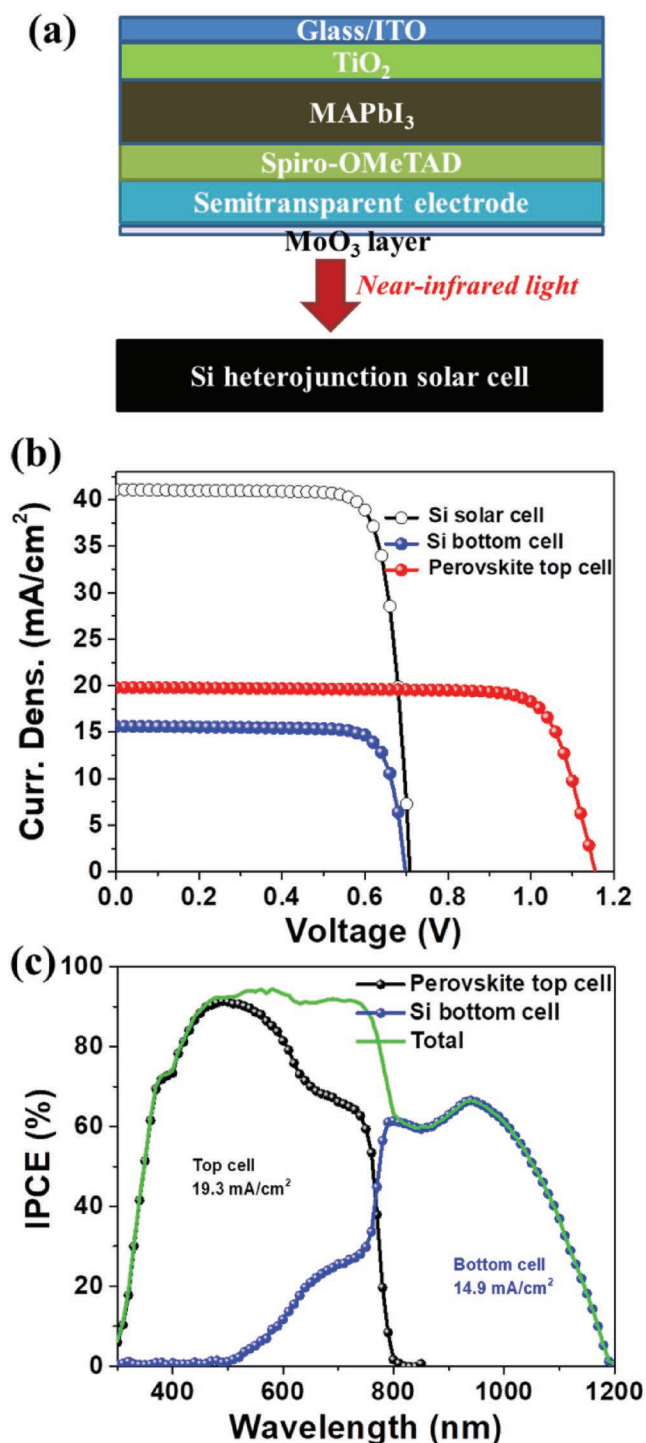 (a)
Glass/ITO
TiO₂
MAPbI₃
Spiro-OMeTAD
Semitransparent electrode
MoO₃ layer
Near-infrared light
Si heterojunction solar cell
(b)
Curr. Dens. (mA/cm²)
40
35
30
25
20
15
10
5
0
Si solar cell
Si bottom cell
Perovskite top cell
0.0 0.2 0.4 0.6 0.8 1.0 1.2
Voltage (V)
(c)
IPCE (%)
100
80
60
40
20
0
Perovskite top cell
Si bottom cell
Total
Top cell
19.3 mA/cm²
Bottom cell
14.9 mA/cm²
400 600 800 1000 1200
Wavelength (nm)